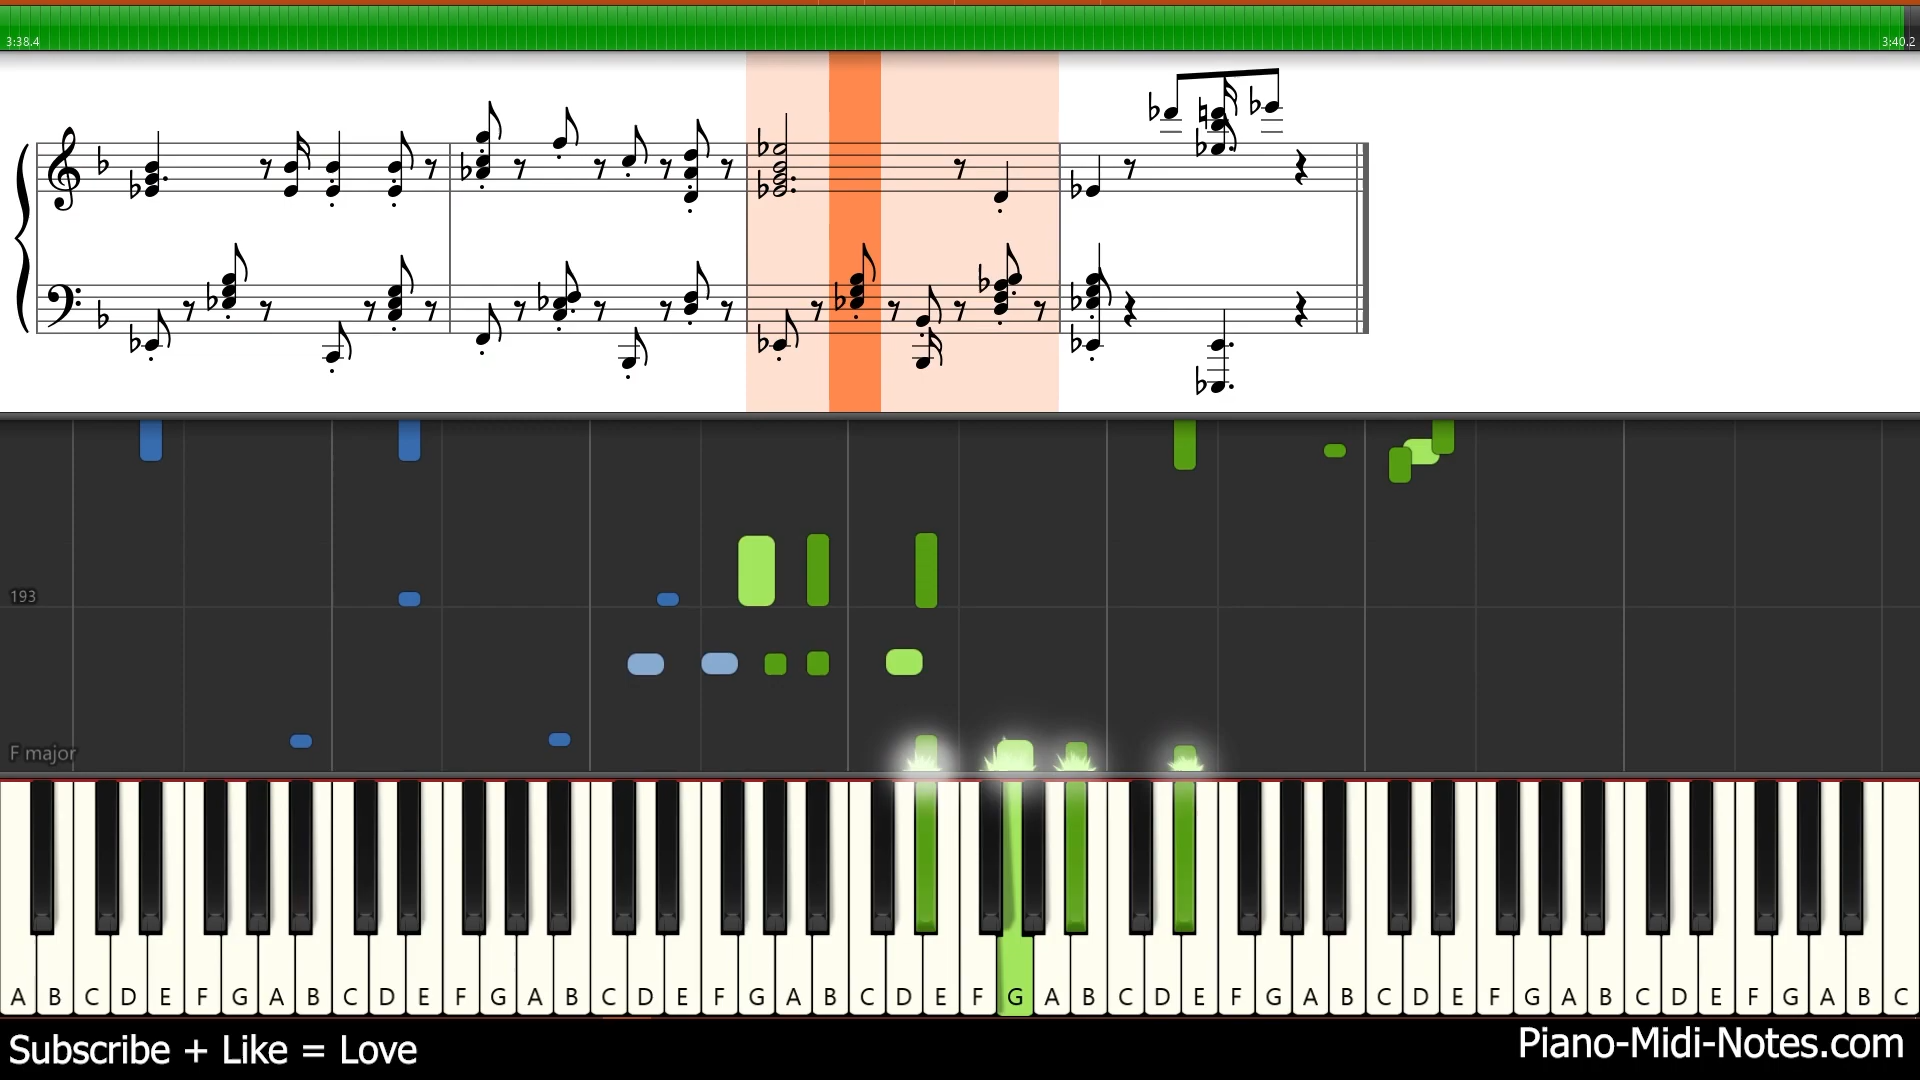 3:38.4
3:40.2
193
F major
A B C D E F G A B C D E F G A B C D E F G A B C D E F G A B C D E F G A B C D E F G A B C D E F G A B C
Subscribe + Like = Love
Piano-Midi-Notes.com